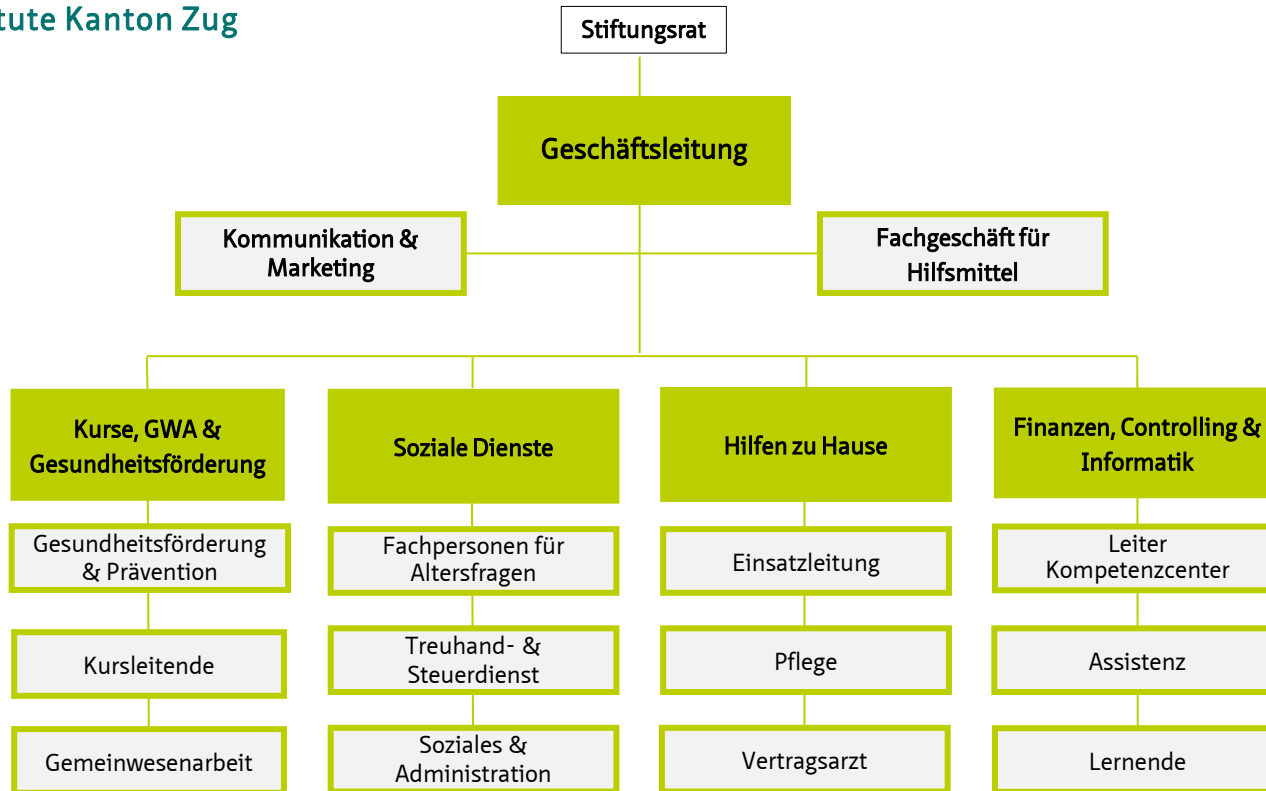 tute Kanton Zug
Stiftungsrat
Geschäftsleitung
Kommunikation &
Marketing
Fachgeschäft für
Hilfsmittel
Kurse, GWA &
Gesundheitsförderung
Soziale Dienste
Hilfen zu Hause
Finanzen, Controlling &
Informatik
Gesundheitsförderung
& Prävention
Fachpersonen für
Altersfragen
Einsatzleitung
Leiter
Kompetenzcenter
Kursleitende
Treuhand- &
Steuerdienst
Pflege
Assistenz
Gemeinwesenarbeit
Soziales &
Administration
Vertragsarzt
Lernende